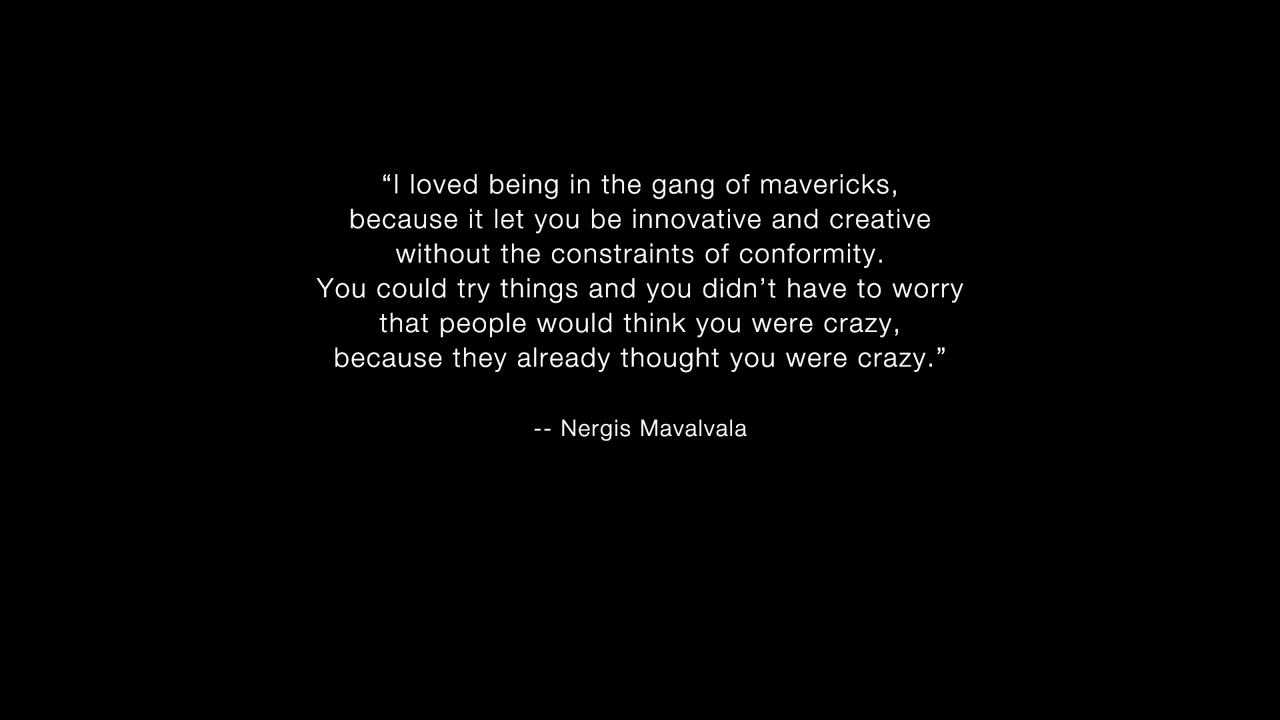 “I loved being in the gang of mavericks,
because it let you be innovative and creative
without the constraints of conformity.
You could try things and you didn’t have to worry
that people would think you were crazy,
because they already thought you were crazy.”
-- Nergis Mavalvala